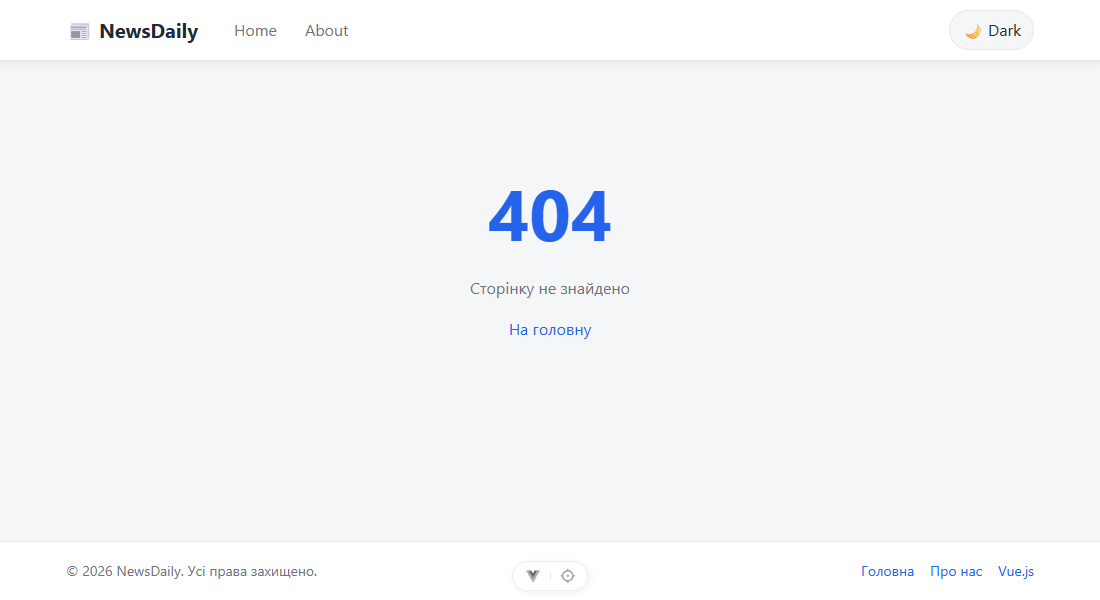 NewsDaily Home About Dark
404
Сторінку не знайдено
На головну
© 2026 NewsDaily. Усі права захищено. Головна Про нас Vue.js